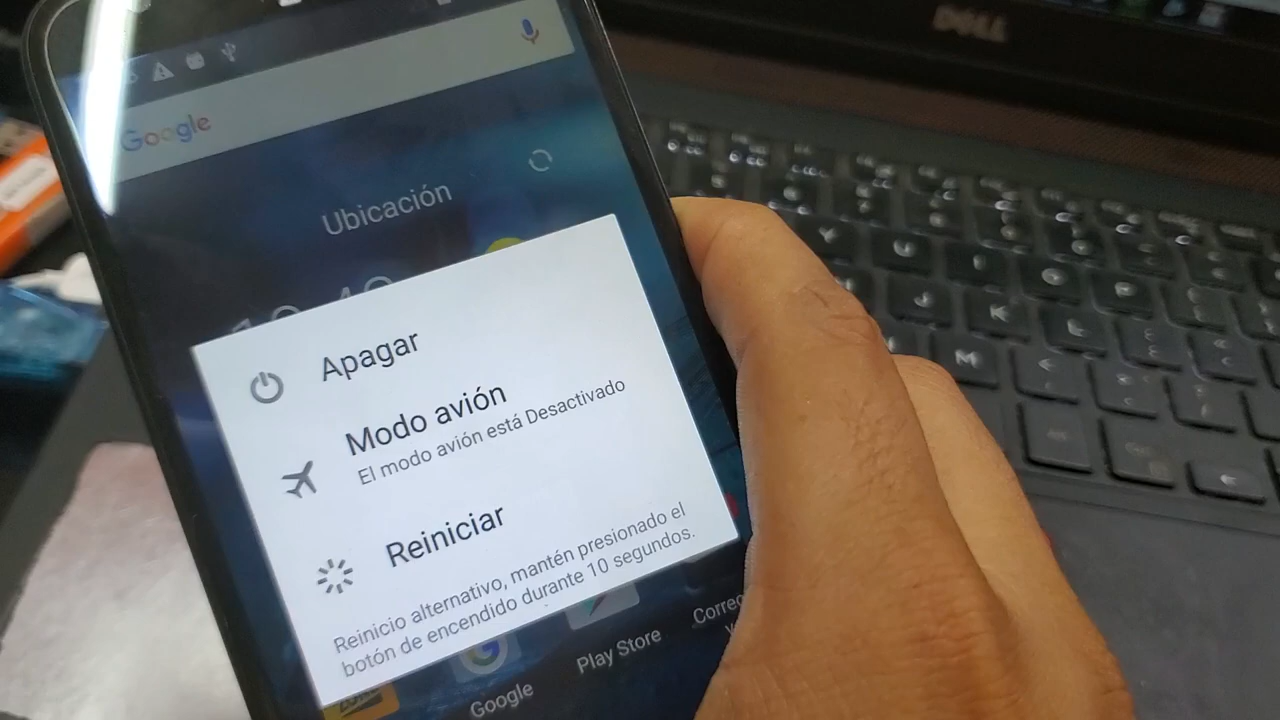 DELL
Google
Ubicación
Apagar
Modo avión
El modo avión está Desactivado
Reiniciar
Reinicio alternativo, mantén presionado el
botón de encendido durante 10 segundos.
Google
Play Store
Y
U
I
O
P
J
K
L
M